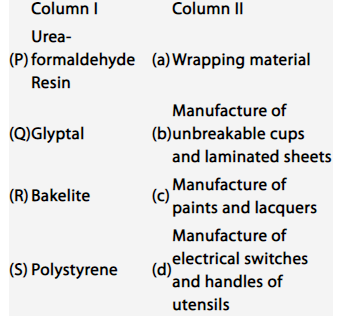 Column I Column II
Urea-
(P) formaldehyde (a) Wrapping material
Resin
Manufacture of
(Q) Glyptal (b) unbreakable cups
and laminated sheets
(R) Bakelite (c) Manufacture of
paints and lacquers
Manufacture of
(S) Polystyrene (d) electrical switches
and handles of
utensils